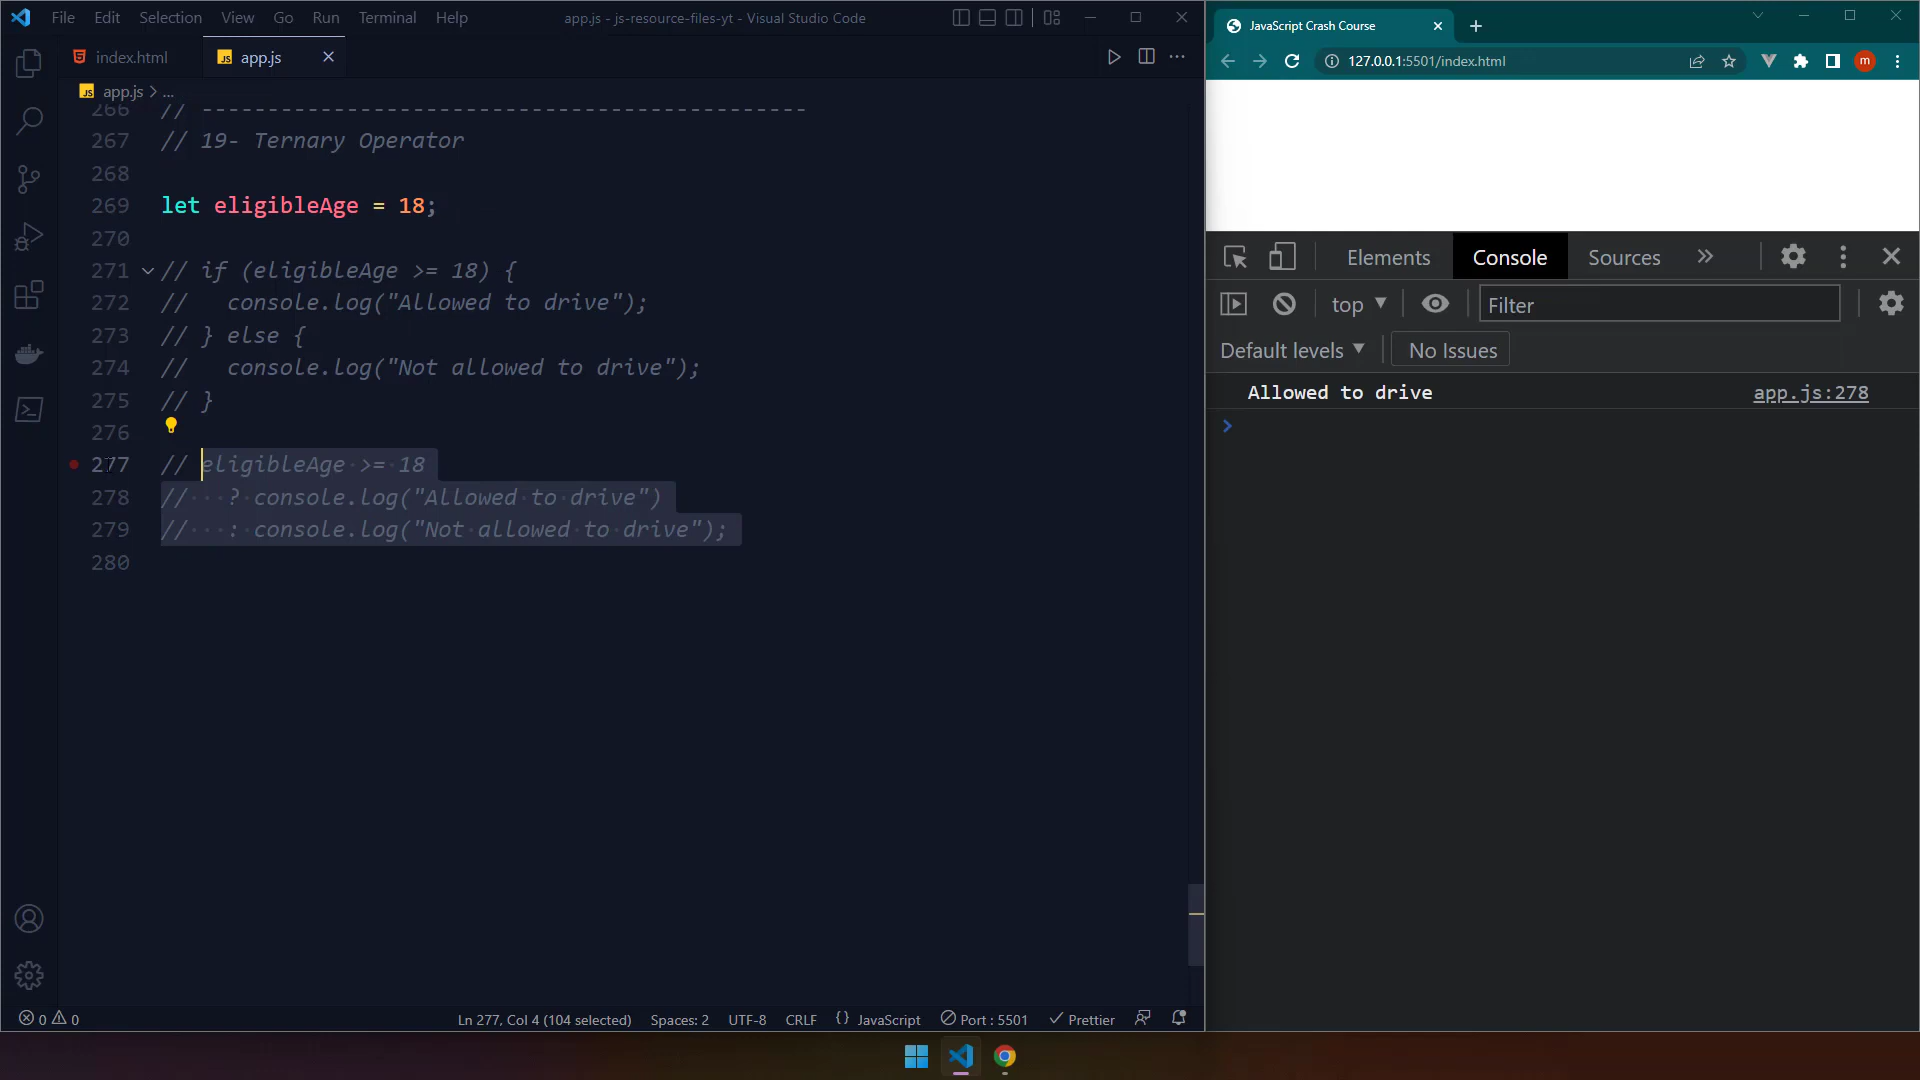 File Edit Selection View Go Run Terminal Help
app.js - js-resource-files-yt - Visual Studio Code
index.html
JS app.js
JS app.js > ...
266 // ----------------------------------------------
267 // 19- Ternary Operator
268
269 let eligibleAge = 18;
270
271 // if (eligibleAge >= 18) {
272 //   console.log("Allowed to drive");
273 // } else {
274 //   console.log("Not allowed to drive");
275 // }
276
277 // eligibleAge >= 18
278 //   ? console.log("Allowed to drive")
279 //   : console.log("Not allowed to drive");
280
0 0
Ln 277, Col 4 (104 selected) Spaces: 2 UTF-8 CRLF {} JavaScript Port : 5501 Prettier
JavaScript Crash Course
127.0.0.1:5501/index.html
m
Elements Console Sources
top
Filter
Default levels No Issues
Allowed to drive app.js:278